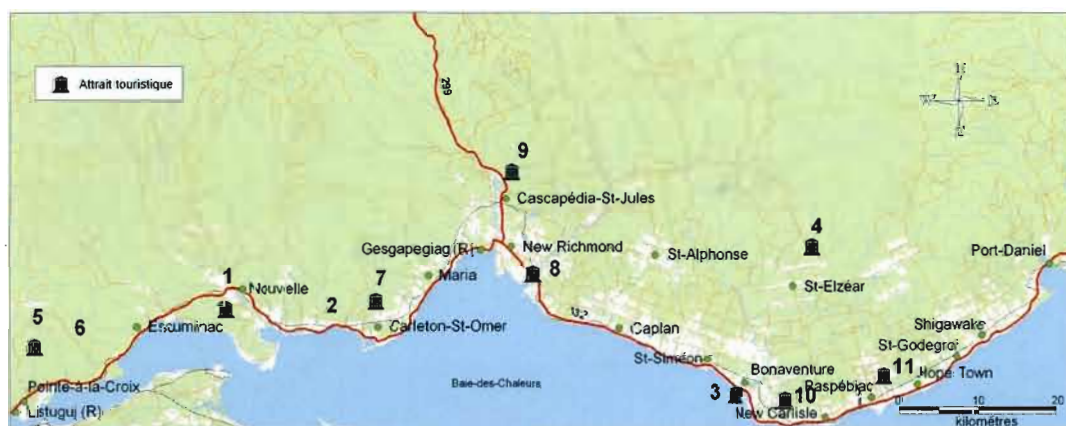 Attrait touristique
299
9
Cascapédia-St-Jules
4
Gesgapegiag (R)
New Richmond
St-Alphonse
Port-Daniel
8
Maria
7
1
Nouvelle
2
St-Elzéar
5
6
Escuminac
Carleton-St-Omer
Caplan
Shigawake
St-Godefroi
St-Siméon
Bonaventure
11
Hope Town
Pointe-à-la-Croix
Baie-des-Chaleurs
3
10
Paspébiac
Listuguj (R)
New Carlisle
0
10
20
kilomètres